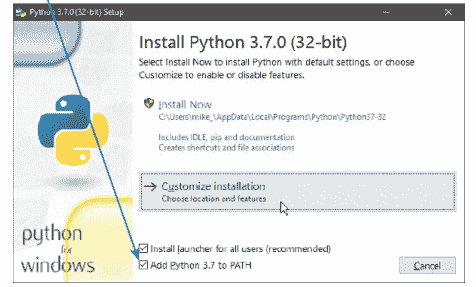 Python 3.7.0 (32-bit) Setup
Install Python 3.7.0 (32-bit)
Select Install Now to install Python with default settings, or choose
Customize to enable or disable features.
Install Now
C:\Users\mike_\AppData\Local\Programs\Python\Python37-32
Includes IDLE, pip and documentation
Creates shortcuts and file associations
Customize installation
Choose location and features
python
for
windows
Install launcher for all users (recommended)
Add Python 3.7 to PATH
Cancel